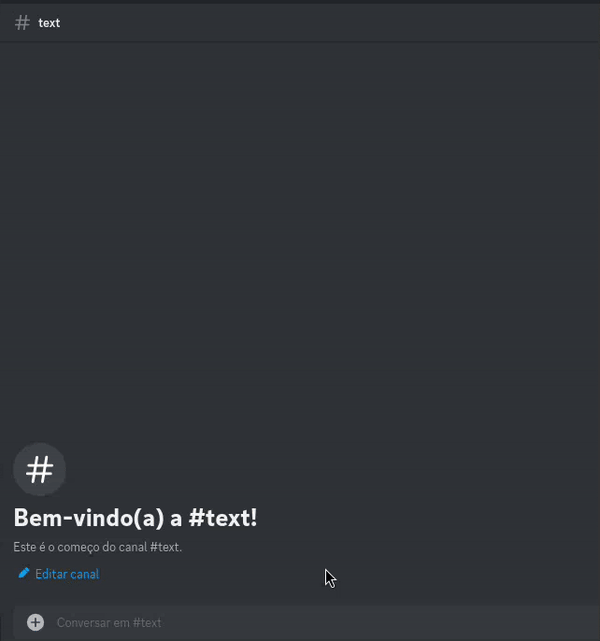 # text
#
Bem-vindo(a) a #text!
Este é o começo do canal #text.
Editar canal
Conversar em #text